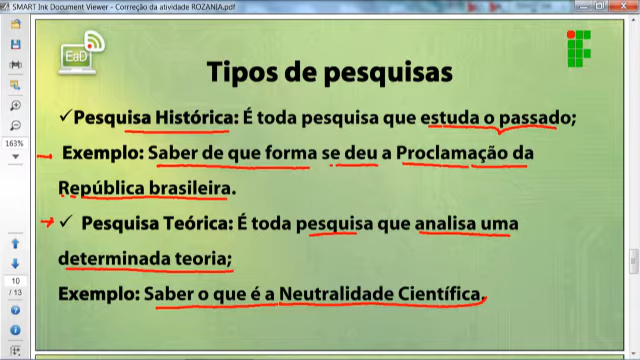 SMART Ink Document Viewer - Correção da atividade ROZANIA.pdf
EaD
Tipos de pesquisas
✓Pesquisa Histórica: É toda pesquisa que estuda o passado;
Exemplo: Saber de que forma se deu a Proclamação da
República brasileira.
✓ Pesquisa Teórica: É toda pesquisa que analisa uma
determinada teoria;
Exemplo: Saber o que é a Neutralidade Científica.
163%
10
/ 13